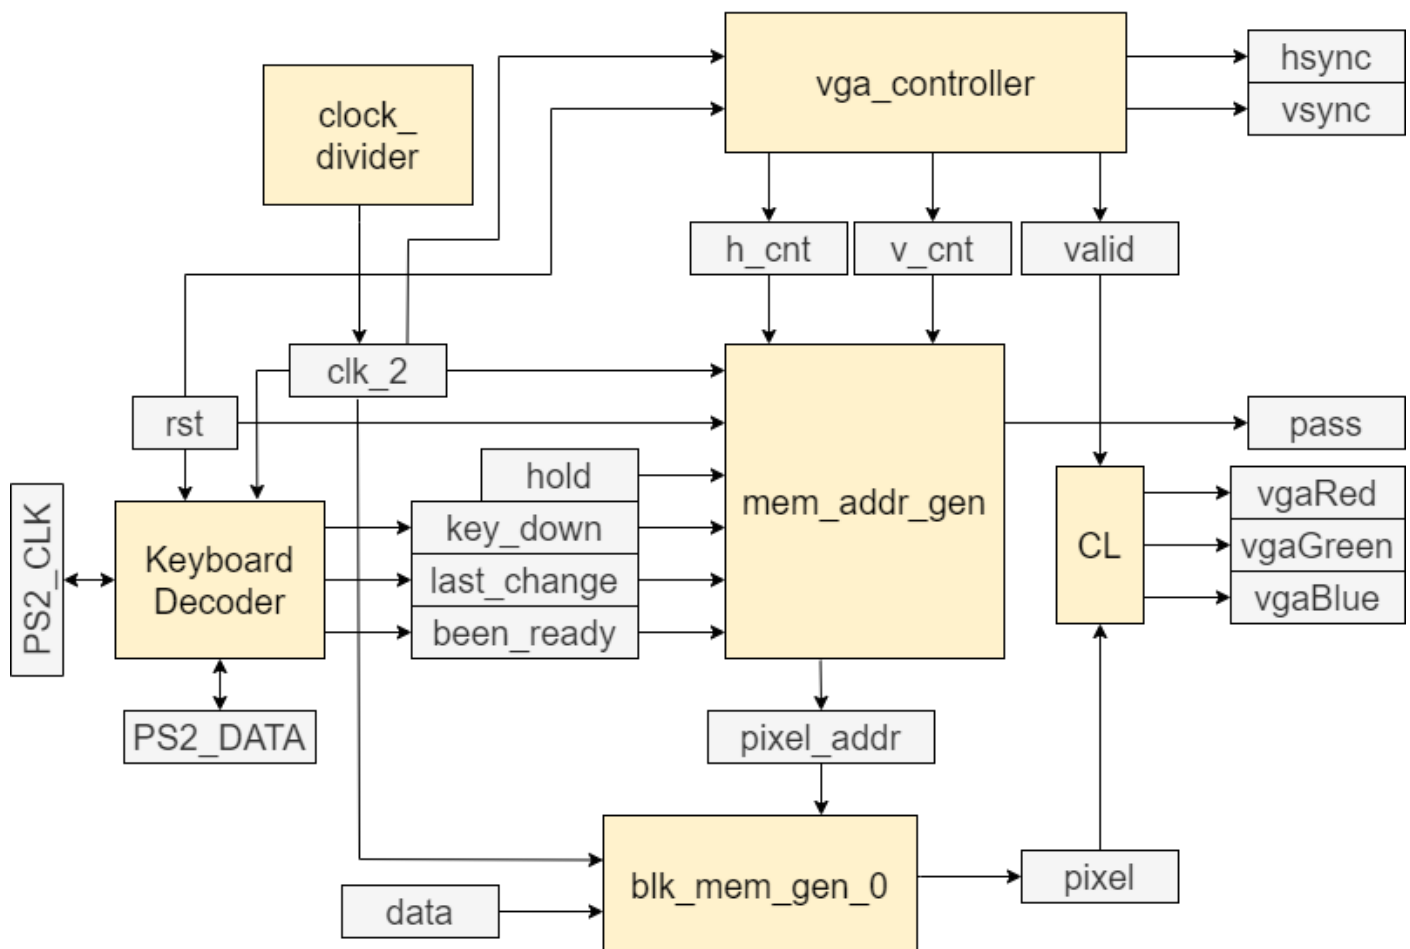 vga_controller
hsync
vsync
clock_
divider
h_cnt
v_cnt
valid
clk_2
rst
pass
hold
key_down
last_change
been_ready
mem_addr_gen
CL
vgaRed
vgaGreen
vgaBlue
PS2_CLK
Keyboard
Decoder
PS2_DATA
pixel_addr
blk_mem_gen_0
pixel
data